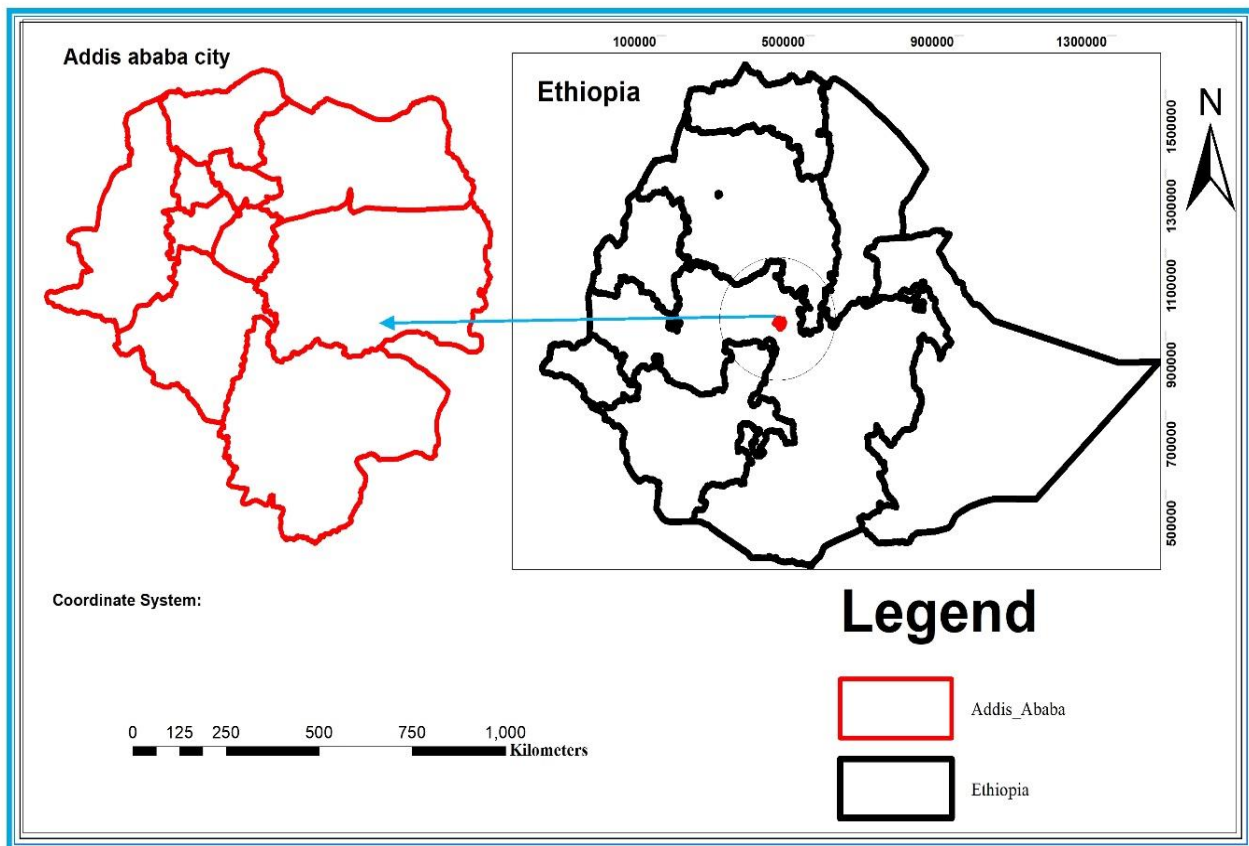 Addis ababa city
Ethiopia
100000 500000 900000 1300000
N
1500000
1300000
1100000
900000
700000
500000
Coordinate System:
Legend
Addis_Ababa
Ethiopia
0 125 250 500 750 1,000
Kilometers